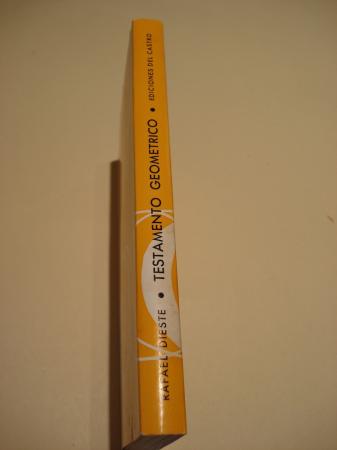 RAFAEL DIESTE • TESTAMENTO GEOMETRICO • EDICIONES DEL CASTRO